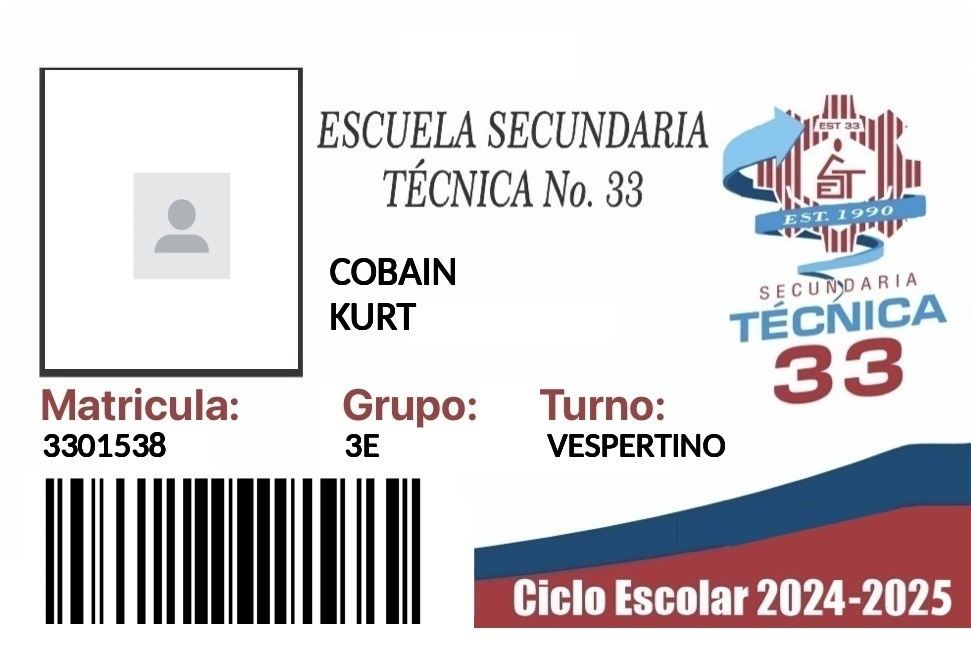 ESCUELA SECUNDARIA
TÉCNICA No. 33
EST 33
EST. 1990
SECUNDARIA
TÉCNICA
33
COBAIN
KURT
Matricula: Grupo: Turno:
3301538 3E VESPERTINO
Ciclo Escolar 2024-2025